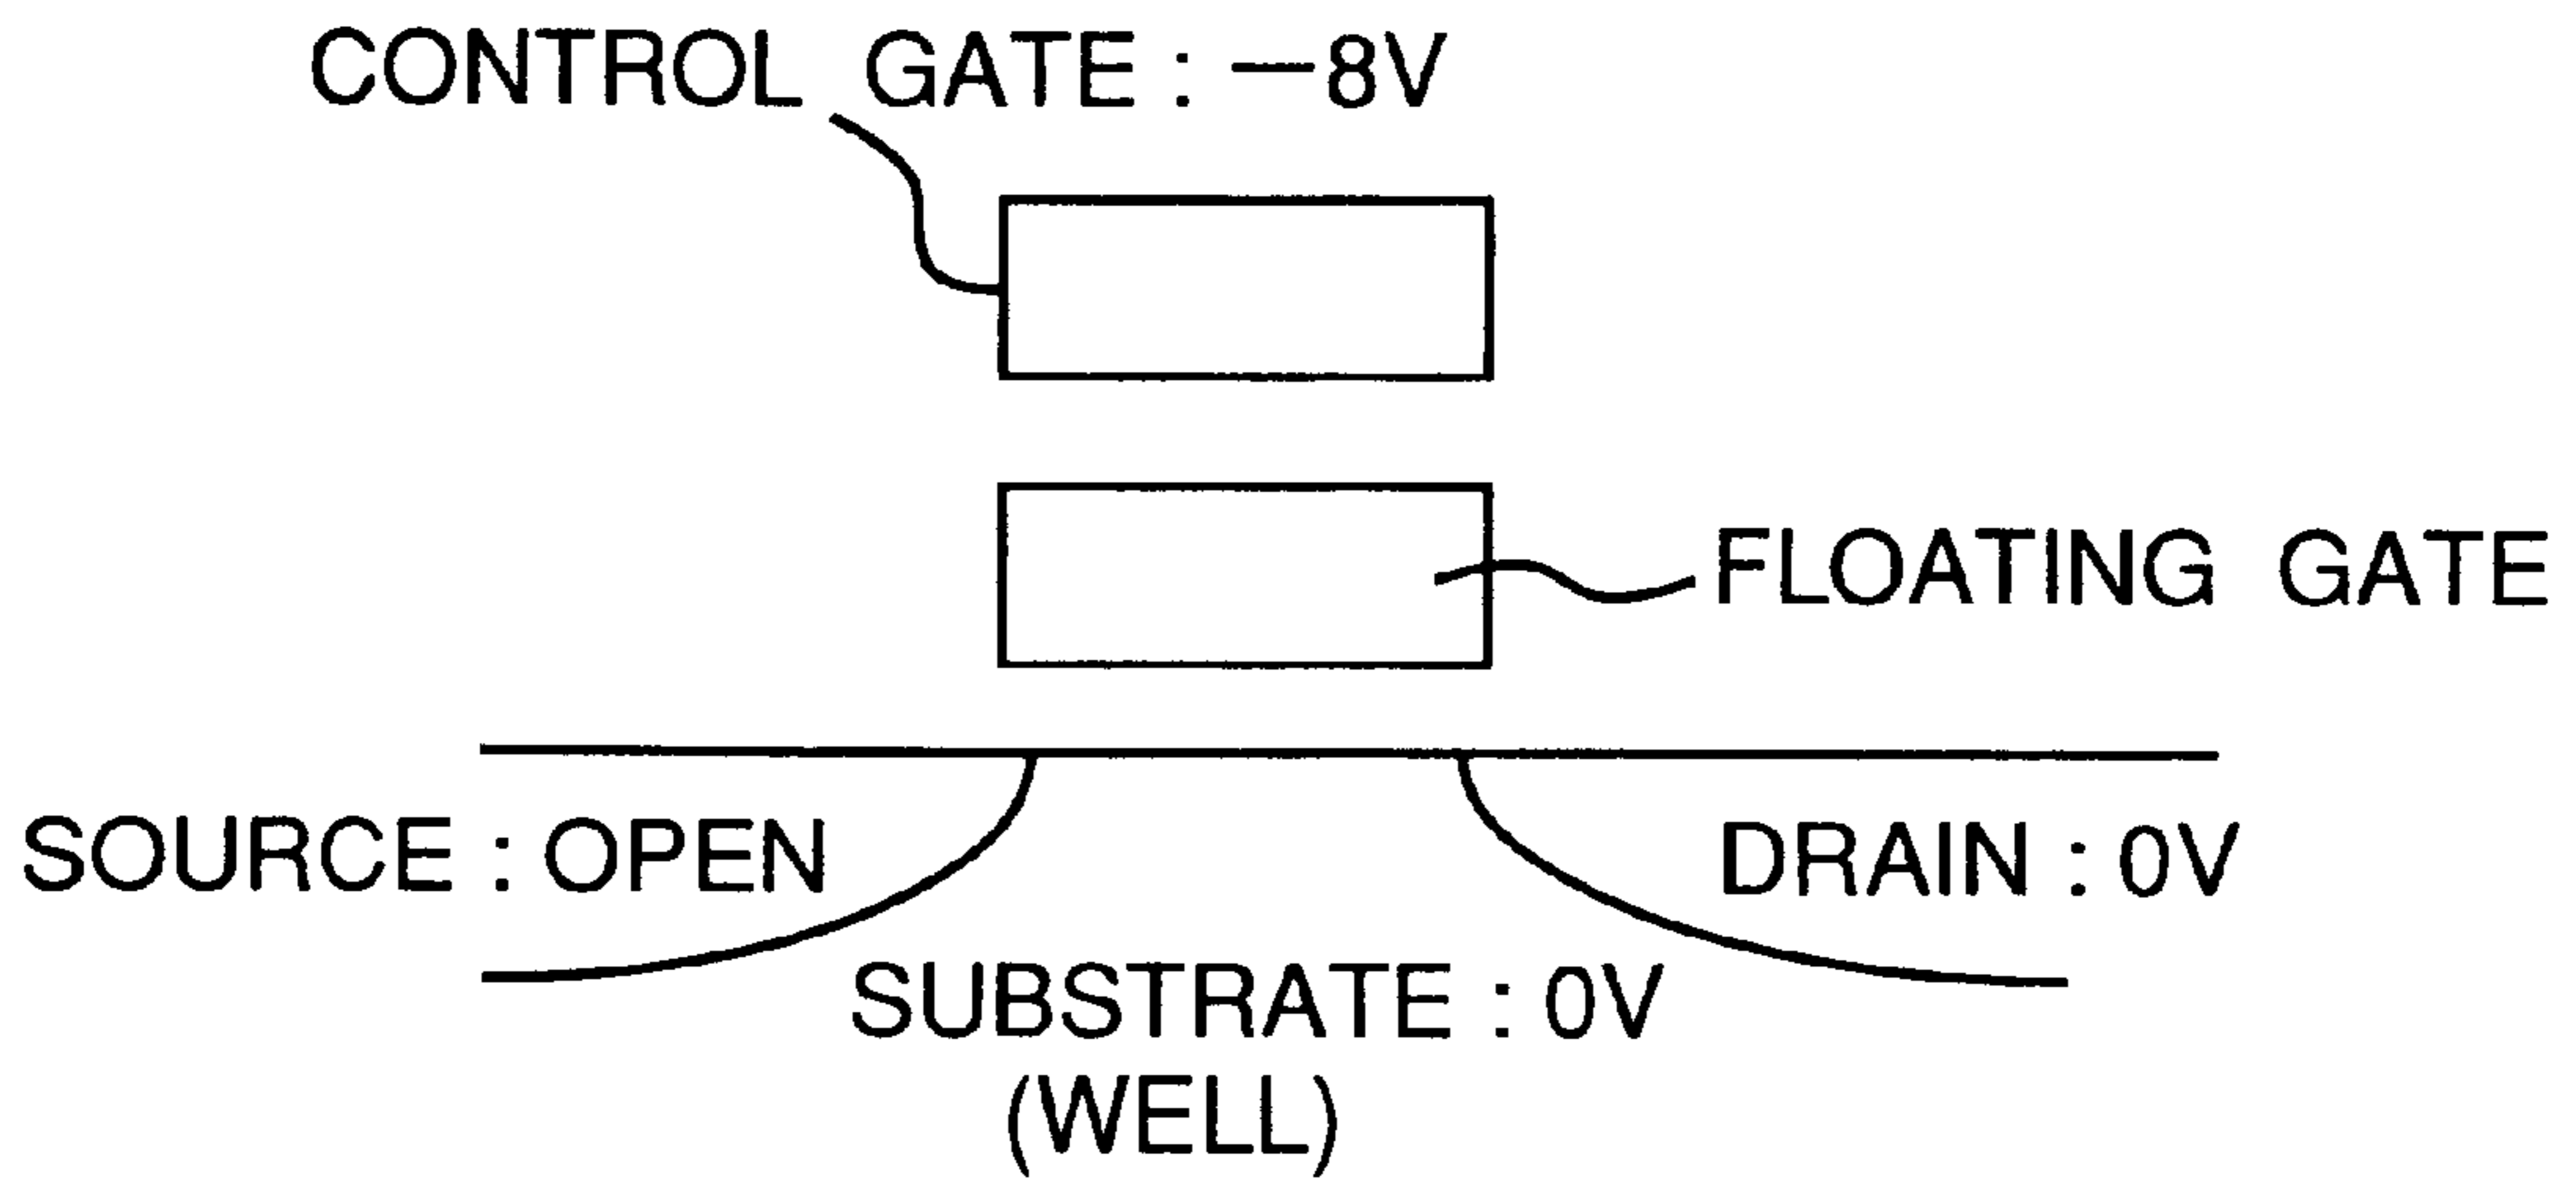 CONTROL GATE : —8V
FLOATING GATE
SOURCE : OPEN
DRAIN : 0V
SUBSTRATE : 0V
(WELL)